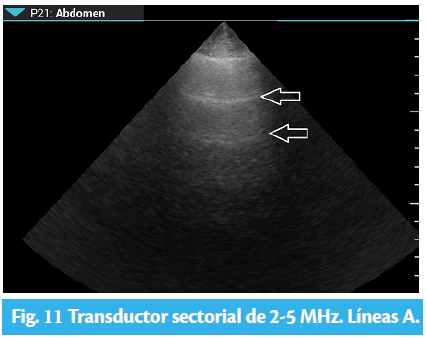 P21: Abdomen
Fig. 11 Transductor sectorial de 2-5 MHz. Líneas A.